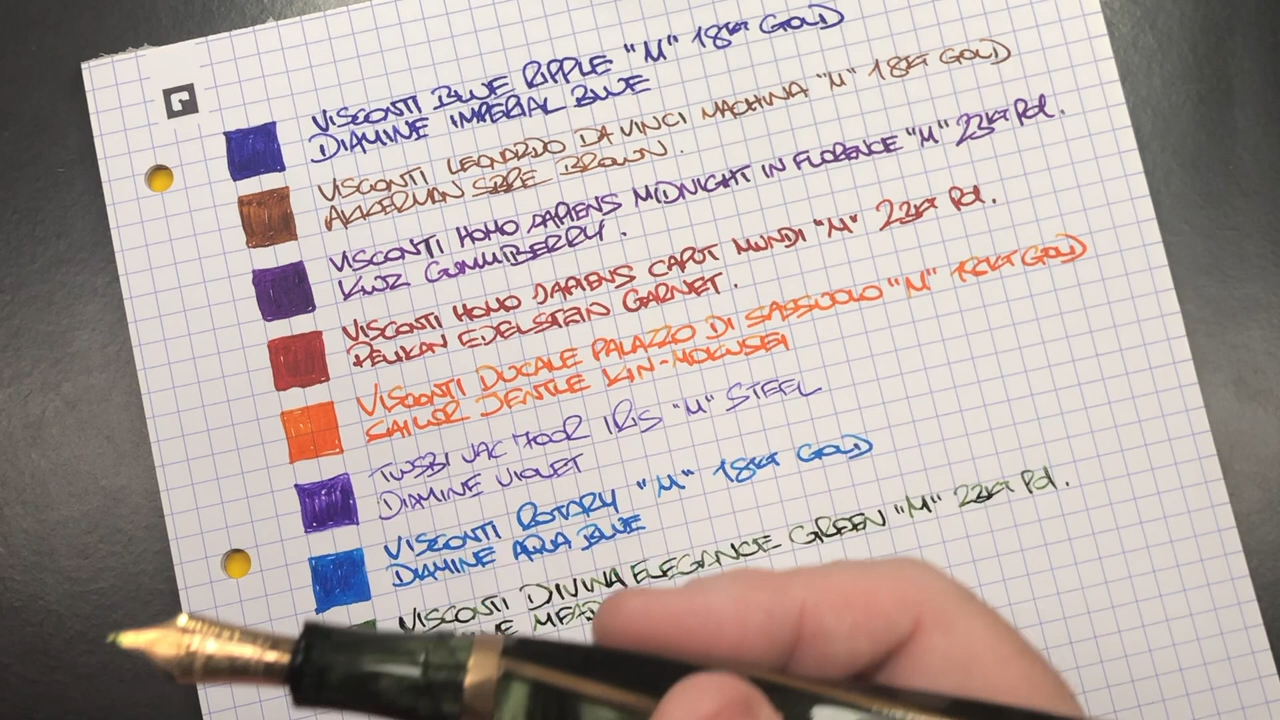 VISCONTI BLUE RIPPLE "M" 18KT GOLD
DIAMINE IMPERIAL BLUE
VISCONTI LEONARDO DA VINCI MACHINA "M" 18KT GOLD
AKKERMAN SBRE BROWN.
VISCONTI HOMO SAPIENS MIDNIGHT IN FLORENCE "M" 23KT Pd.
KWZ GUMMIBERRY.
VISCONTI HOMO SAPIENS CAPUT MUNDI "M" 23KT Pd.
PELIKAN EDELSTEIN GARNET.
VISCONTI DUCALE PALAZZO DI SASSUOLO "M" 18KT GOLD
SAILOR JENTLE KIN-MOKUSEI
TWSBI VAC 700R IRIS "M" STEEL
DIAMINE VIOLET
VISCONTI ROTARY "M" 18KT GOLD
DIAMINE AQUA BLUE
VISCONTI DIVINA ELEGANCE GREEN "M" 23KT Pd.